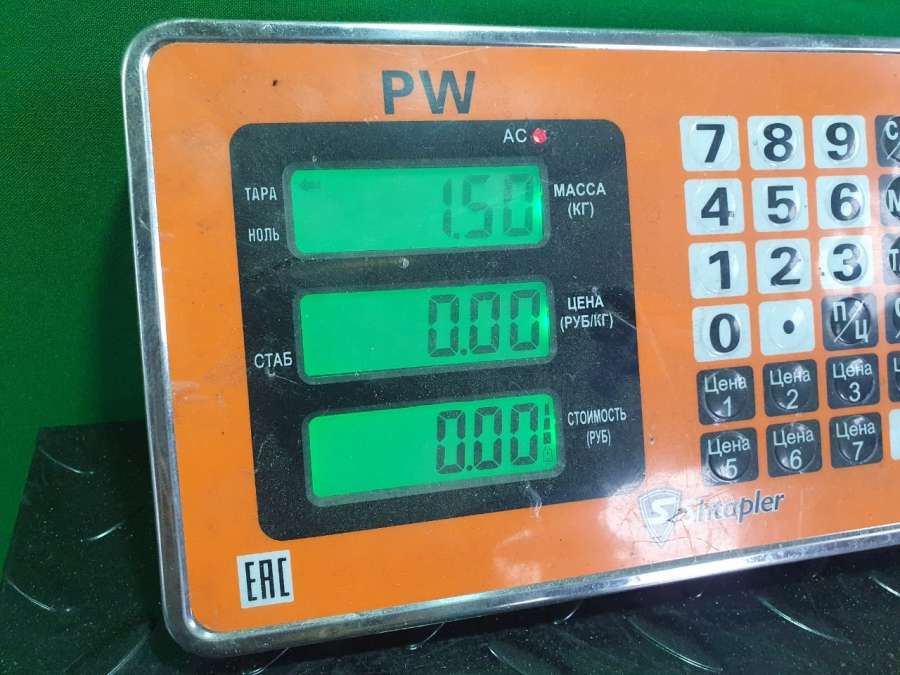 PW
AC
ТАРА
НОЛЬ
1.50
МАССА
(КГ)
0.00
ЦЕНА
(РУБ/КГ)
СТАБ
0.00
СТОИМОСТЬ
(РУБ)
7 8 9
4 5 6
1 2 3
0 . П/Ц
Цена 1 Цена 2 Цена 3
Цена 5 Цена 6 Цена 7
Shtapler
EAC